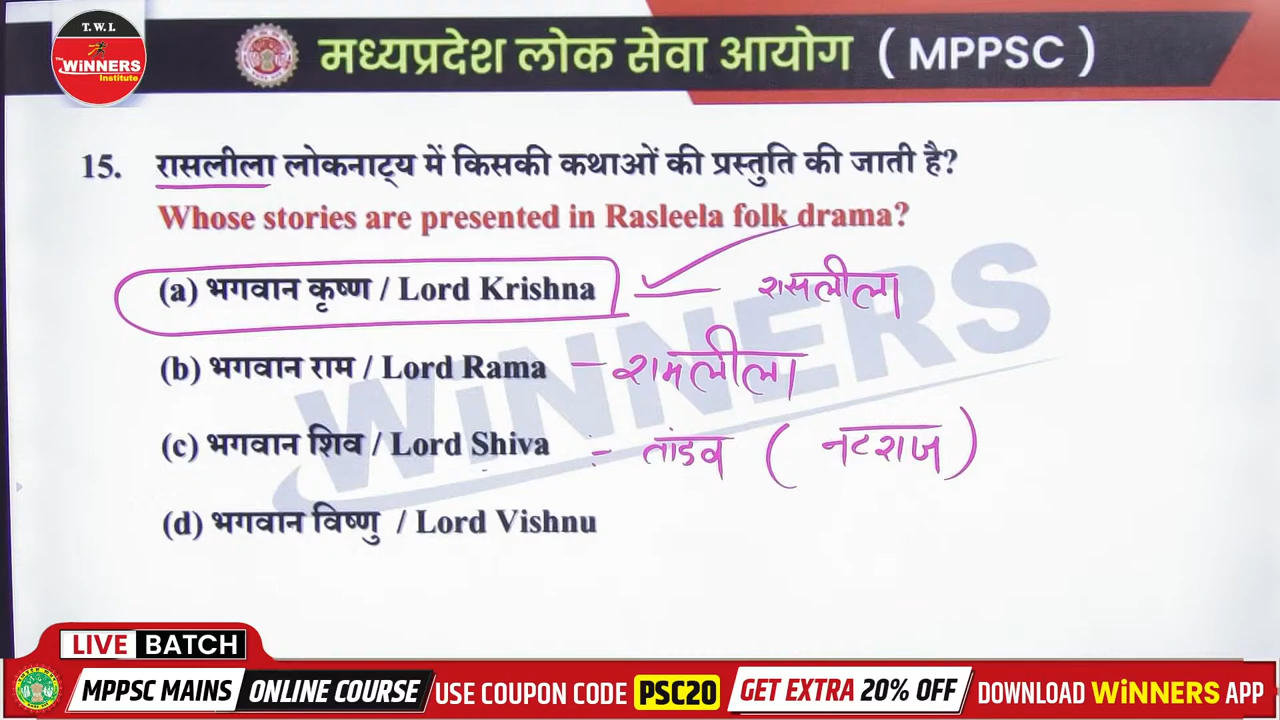 T.W.I.
The WiNNERS
Institute
मध्यप्रदेश लोक सेवा आयोग ( MPPSC )
15. रासलीला लोकनाट्य में किसकी कथाओं की प्रस्तुति की जाती है?
Whose stories are presented in Rasleela folk drama?
(a) भगवान कृष्ण / Lord Krishna रासलीला
(b) भगवान राम / Lord Rama – रामलीला
(c) भगवान शिव / Lord Shiva :- तांडव ( नटराज )
(d) भगवान विष्णु / Lord Vishnu
WiNNERS
LIVE BATCH
MPPSC MAINS ONLINE COURSE USE COUPON CODE PSC20 GET EXTRA 20% OFF DOWNLOAD WiNNERS APP